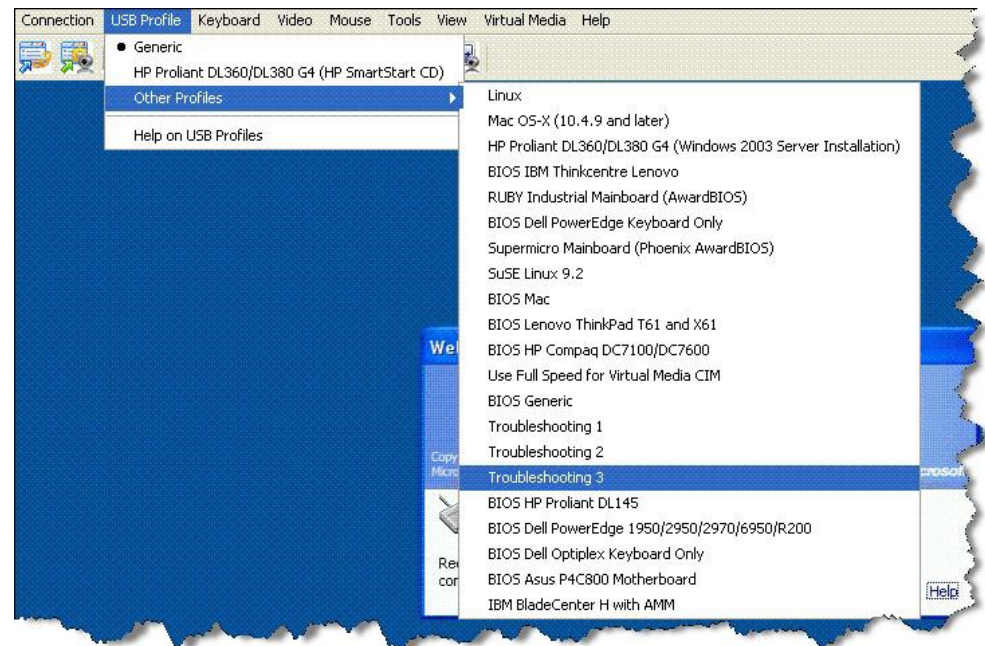 Connection USB Profile Keyboard Video Mouse Tools View Virtual Media Help
Generic
HP Proliant DL360/DL380 G4 (HP SmartStart CD)
Other Profiles
Help on USB Profiles
Linux
Mac OS-X (10.4.9 and later)
HP Proliant DL360/DL380 G4 (Windows 2003 Server Installation)
BIOS IBM Thinkcentre Lenovo
RUBY Industrial Mainboard (AwardBIOS)
BIOS Dell PowerEdge Keyboard Only
Supermicro Mainboard (Phoenix AwardBIOS)
SuSE Linux 9.2
BIOS Mac
BIOS Lenovo ThinkPad T61 and X61
BIOS HP Compaq DC7100/DC7600
Use Full Speed for Virtual Media CIM
BIOS Generic
Troubleshooting 1
Troubleshooting 2
Troubleshooting 3
BIOS HP Proliant DL145
BIOS Dell PowerEdge 1950/2950/2970/6950/R200
BIOS Dell Optiplex Keyboard Only
BIOS Asus P4C800 Motherboard
IBM BladeCenter H with AMM
Wel
Copy
Micro
crosof
Re
cor
Help